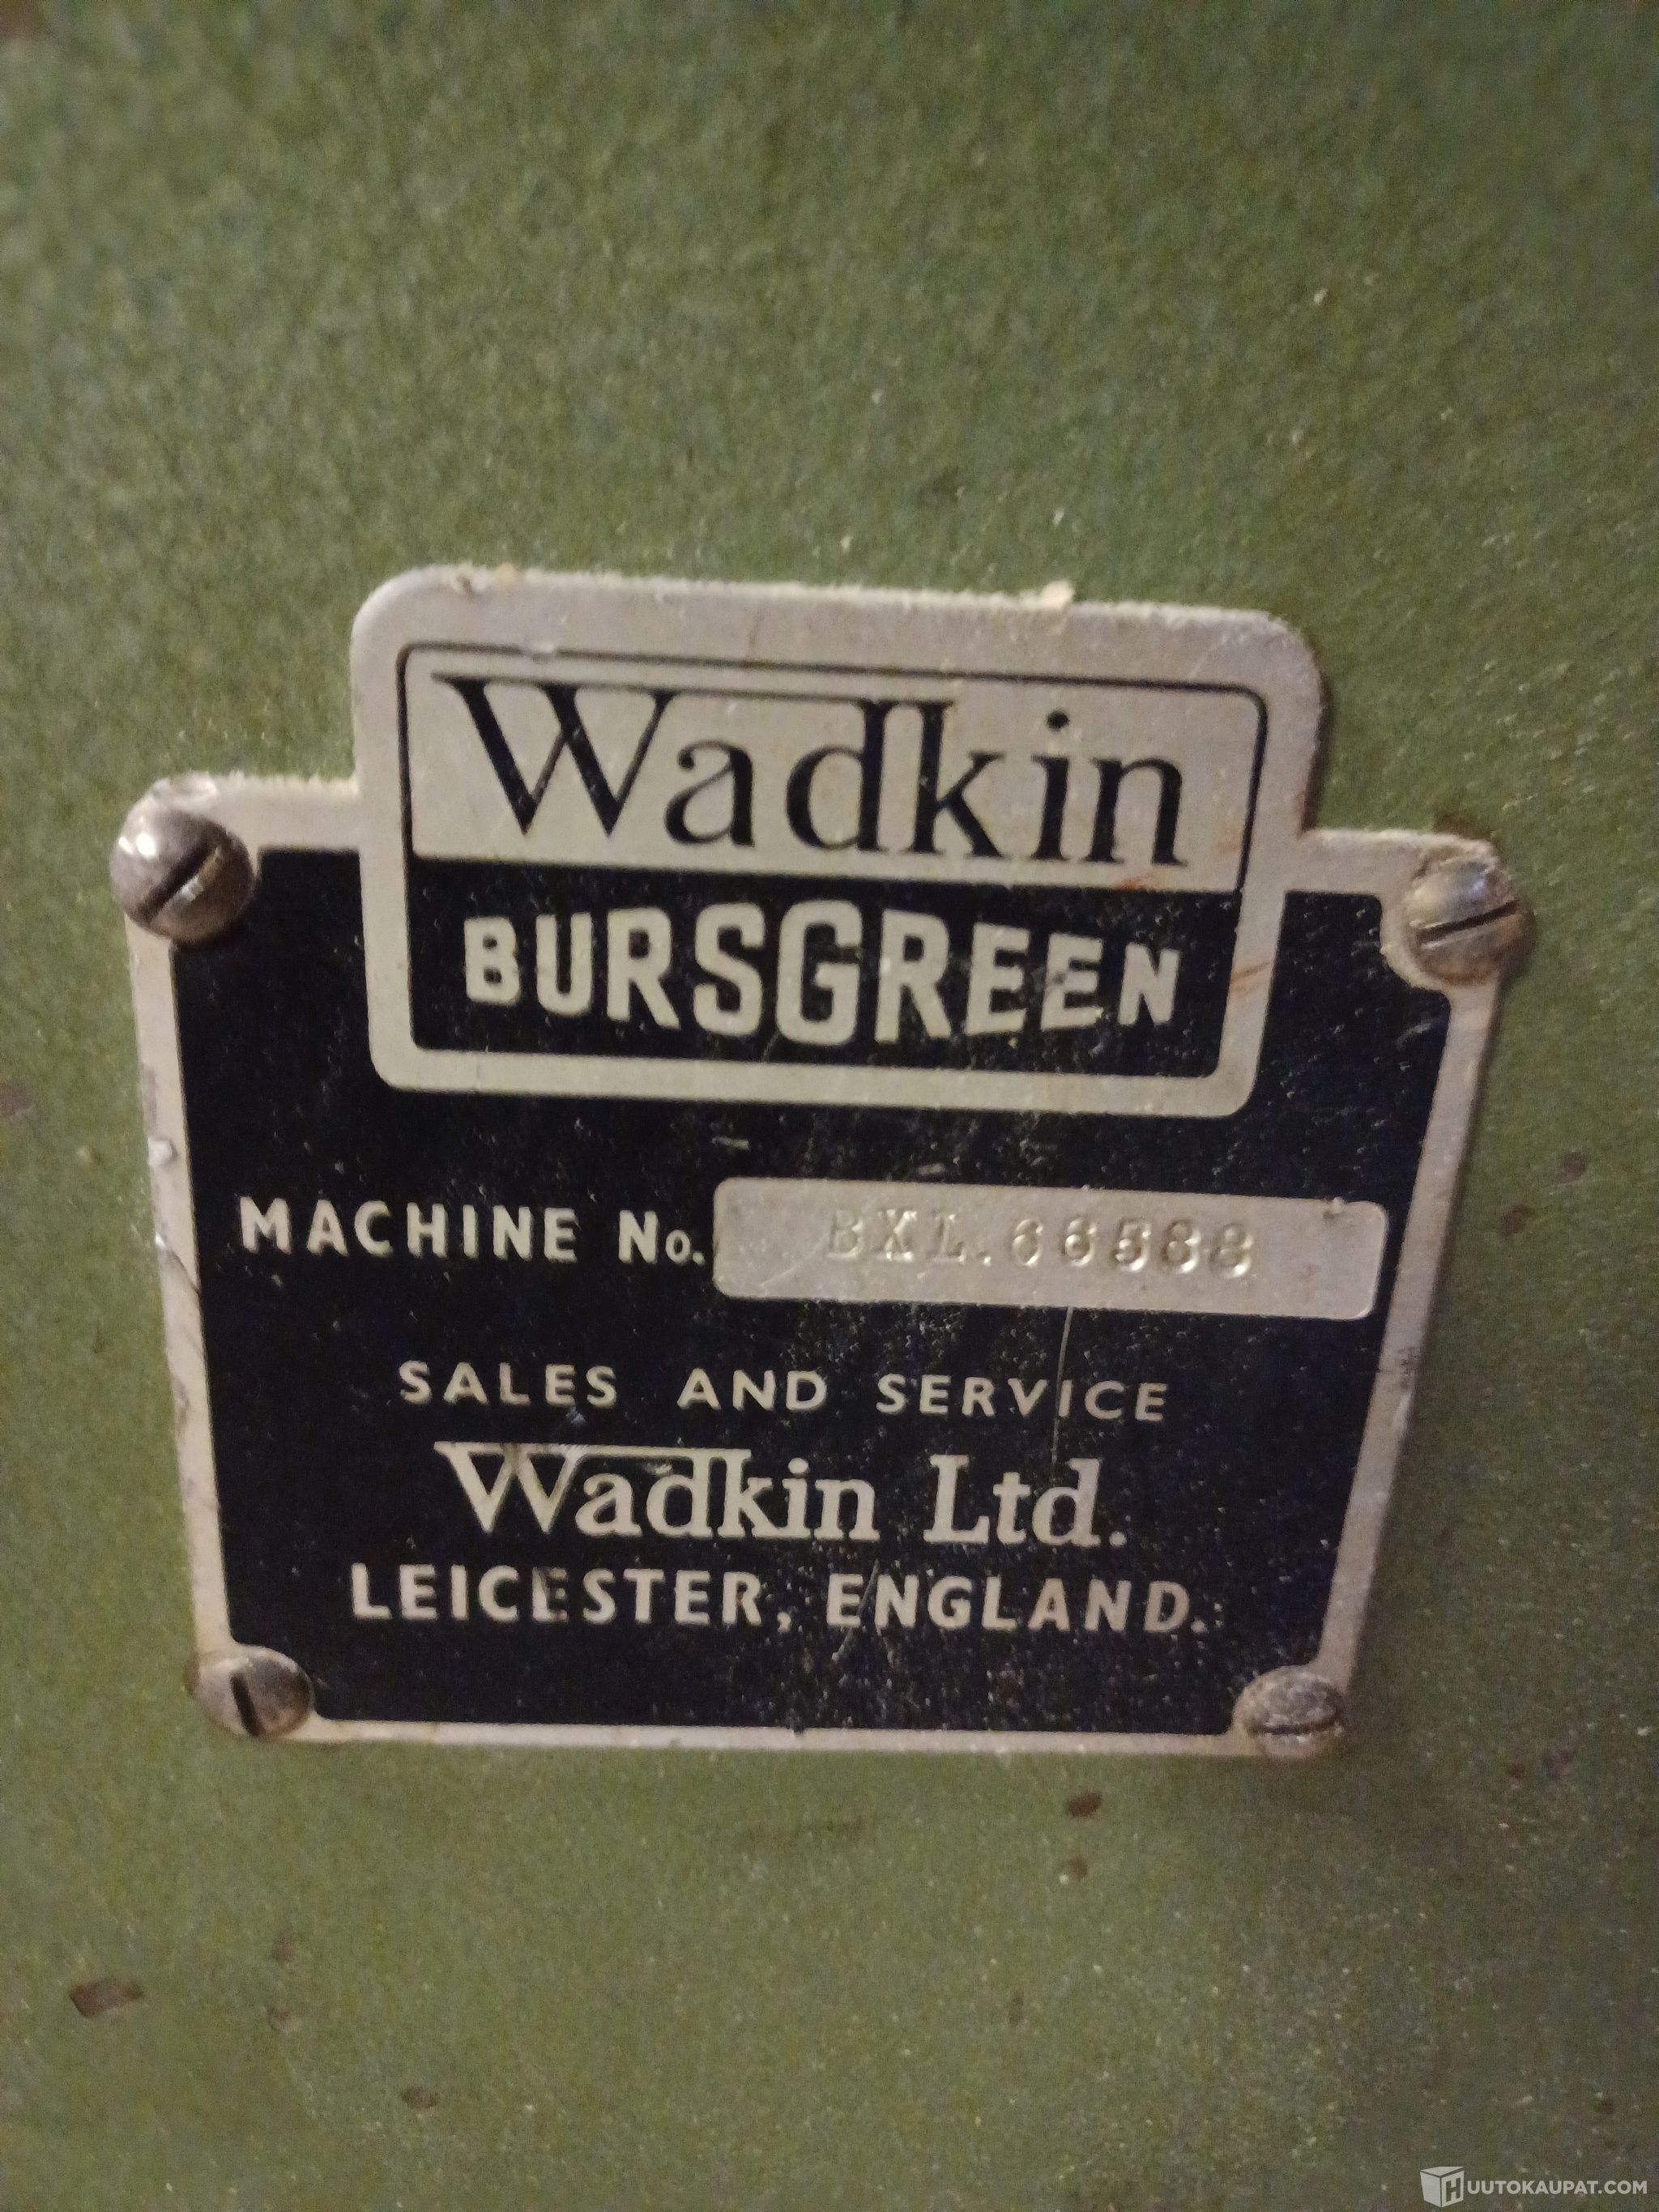 Wadkin
BURSGREEN
MACHINE No. BXL. 66588
SALES AND SERVICE
Wadkin Ltd.
LEICESTER, ENGLAND.
HUUTOKAUPAT.COM